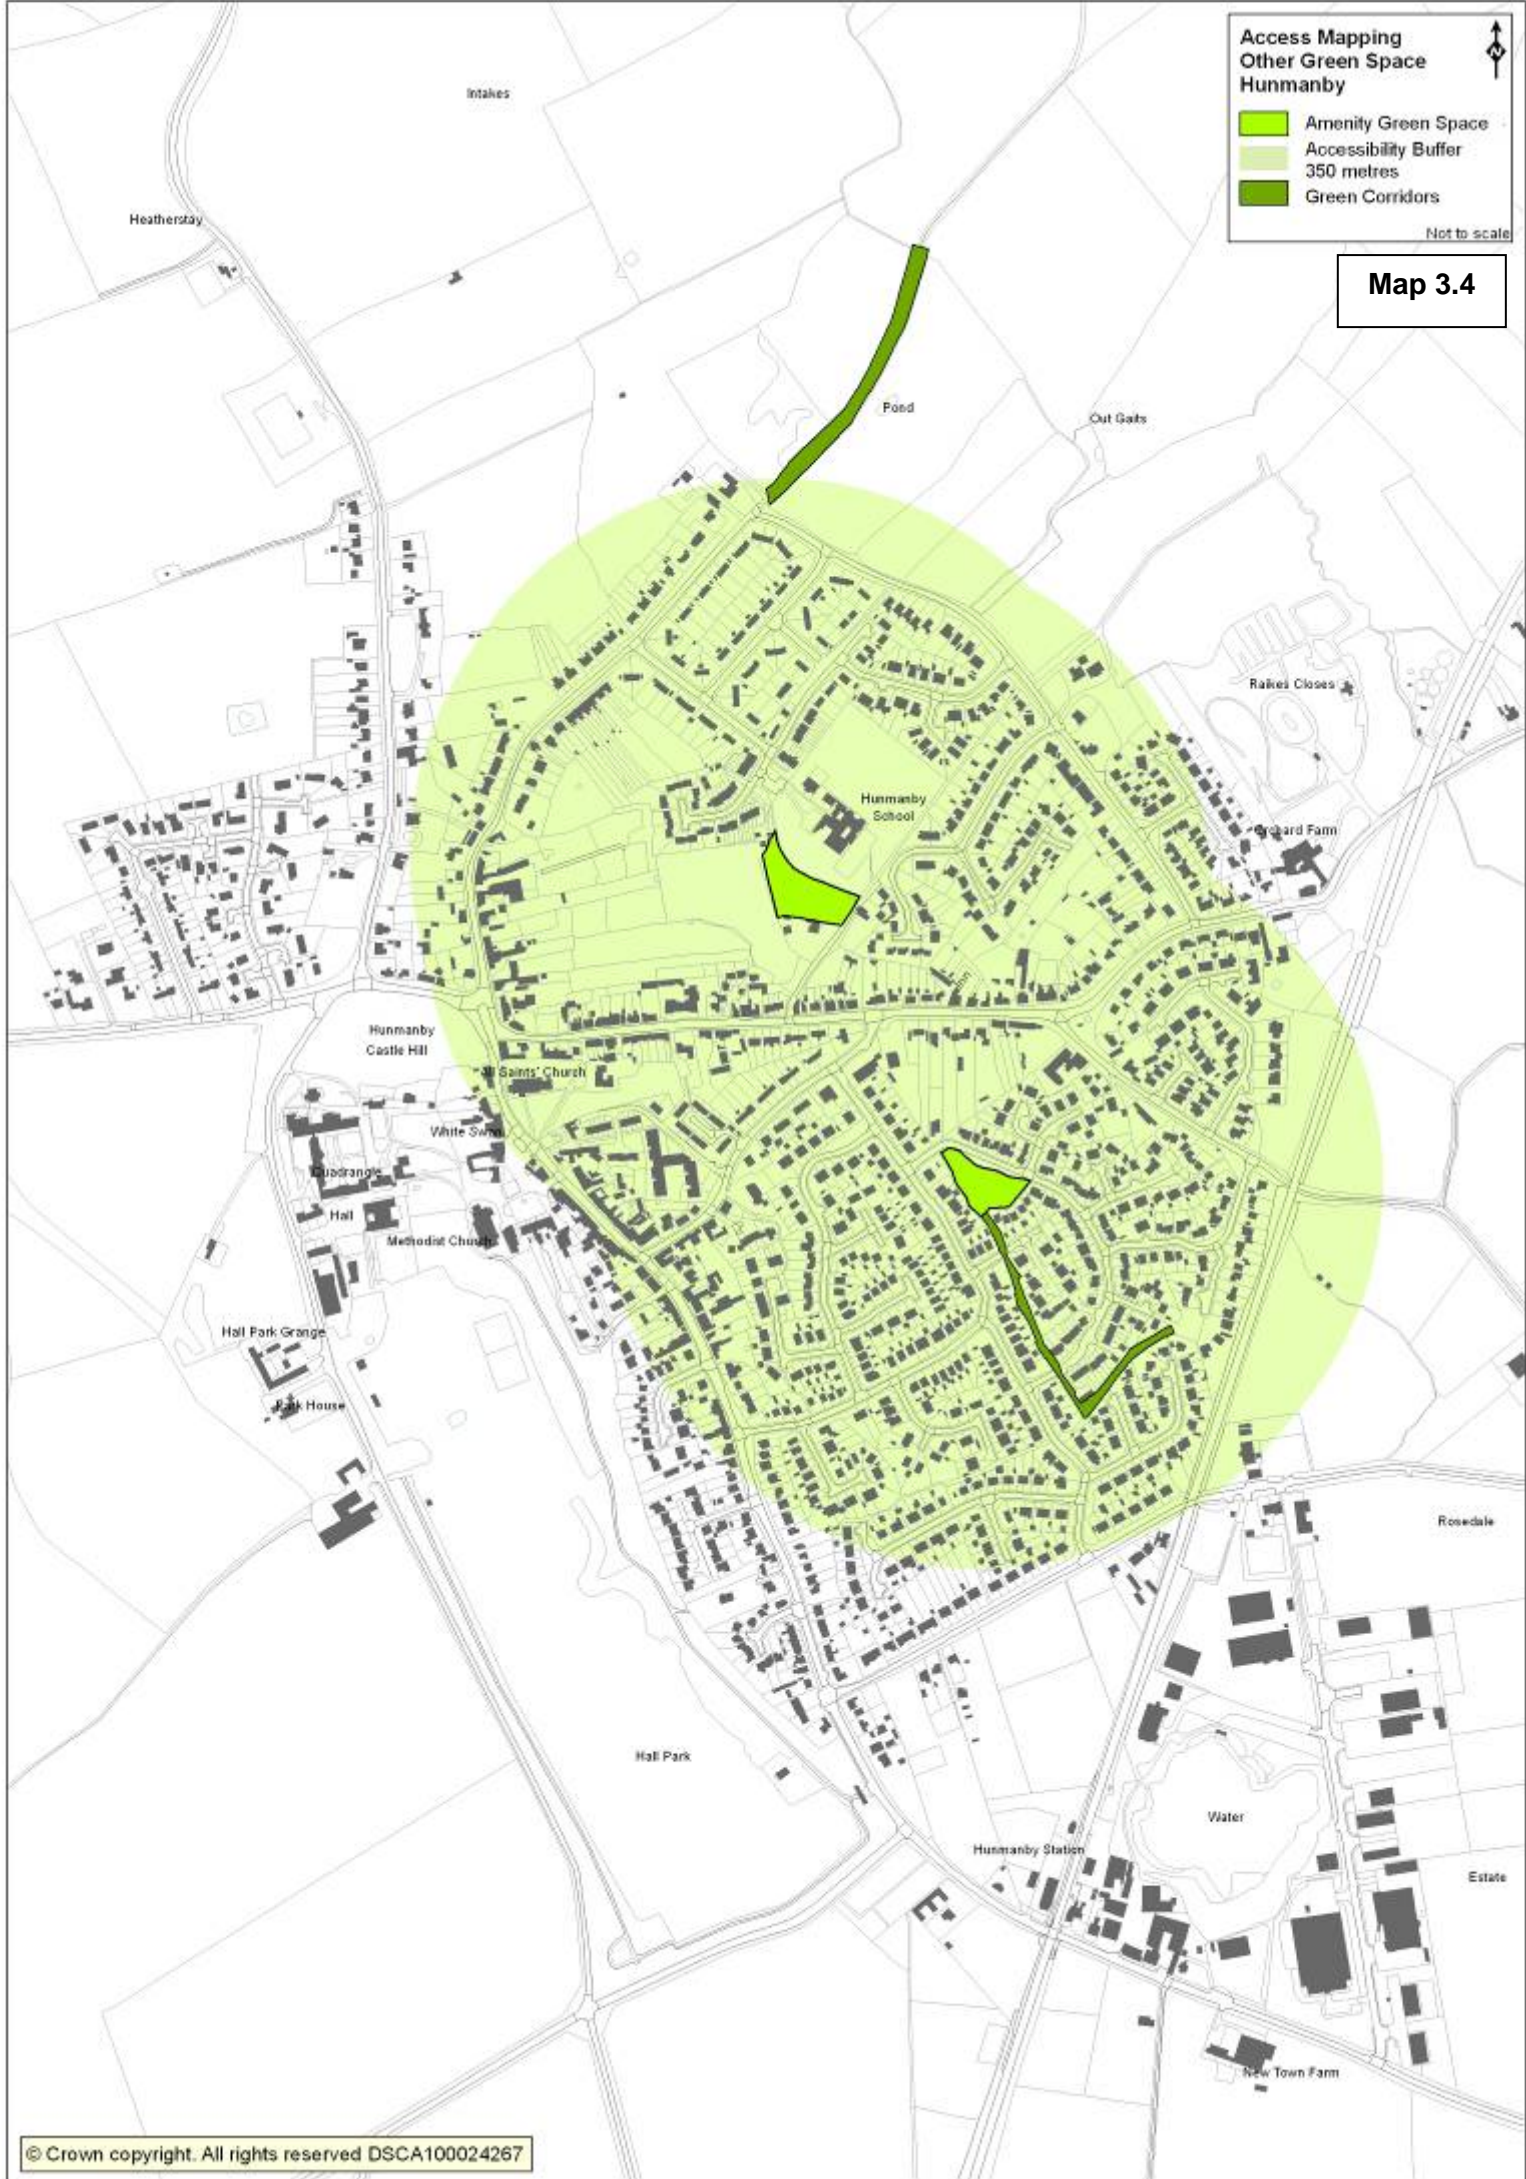 Access Mapping
Other Green Space
Hunmanby
Amenity Green Space
Accessibility Buffer
350 metres
Green Corridors
Not to scale
Map 3.4
Intakes
Heatherstay
Pond
Out Gaits
Raikes Closes
Hunmanby
School
Orchard Farm
Hunmanby
Castle Hill
All Saints' Church
White Swan
Quadrangle
Hall
Methodist Church
Hall Park Grange
Park House
Rosedale
Hall Park
Water
Hunmanby Station
Estate
New Town Farm
© Crown copyright. All rights reserved DSCA100024267